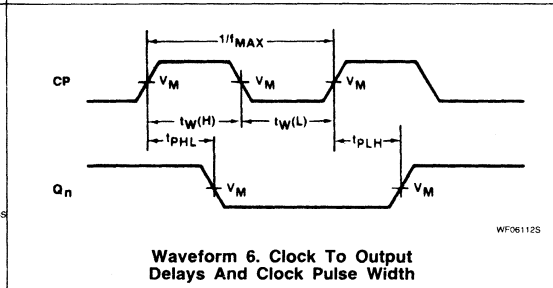 1/fMAX
CP
VM
VM
VM
tW(H)
tW(L)
tPHL
tPLH
Qn
VM
VM
s
WF06112S
Waveform 6. Clock To Output
Delays And Clock Pulse Width